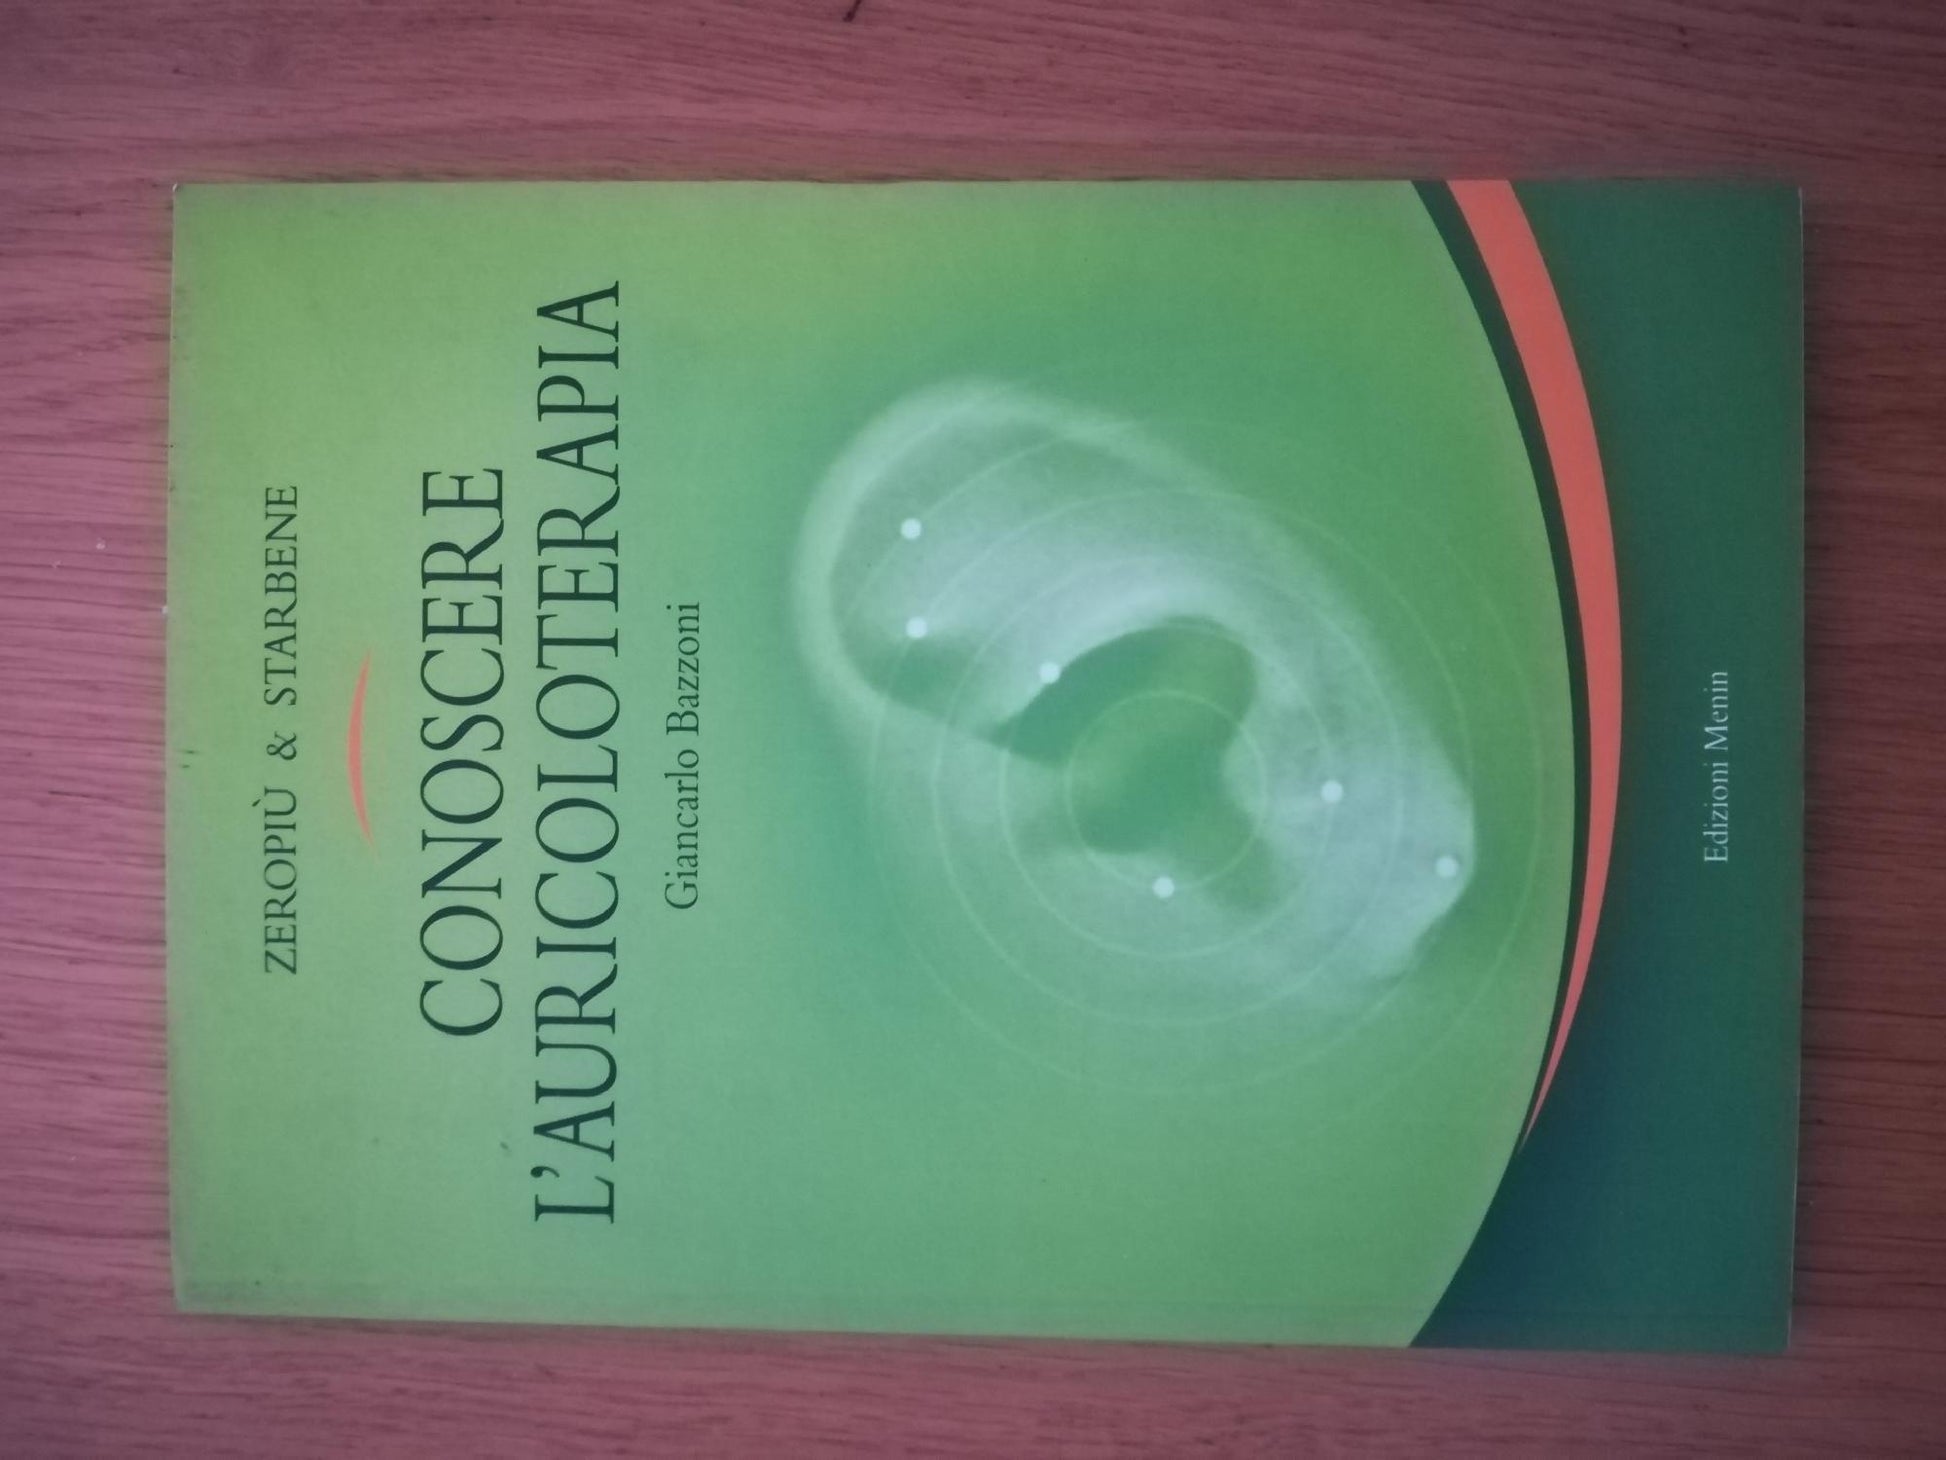 ZEROPIÙ & STARBENE
CONOSCERE
L'AURICOLOTERAPIA
Giancarlo Bazzoni
Edizioni Menin